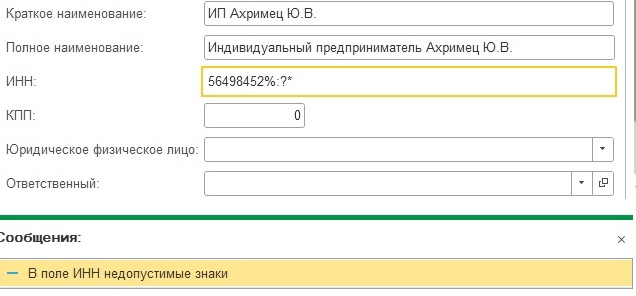 Краткое наименование: ИП Ахримец Ю.В.
Полное наименование: Индивидуальный предприниматель Ахримец Ю.В.
ИНН: 56498452%:?*
КПП: 0
Юридическое физическое лицо:
Ответственный:
Сообщения:
В поле ИНН недопустимые знаки